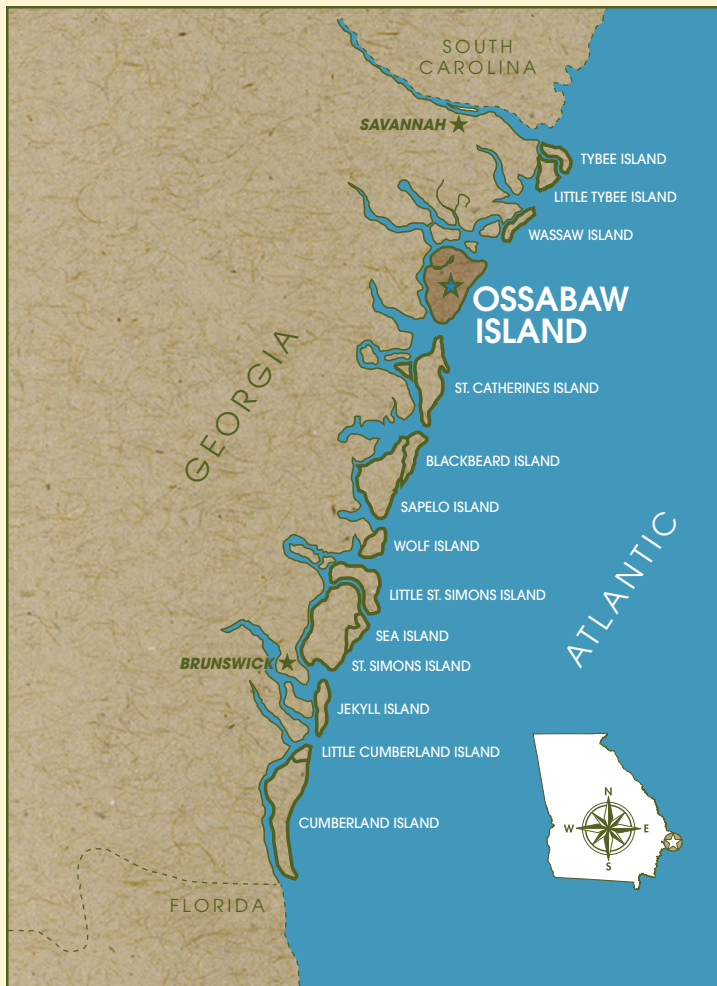 SOUTH
CAROLINA
SAVANNAH
TYBEE ISLAND
LITTLE TYBEE ISLAND
WASSAW ISLAND
OSSABAW
ISLAND
GEORGIA
ST. CATHERINES ISLAND
BLACKBEARD ISLAND
SAPELO ISLAND
WOLF ISLAND
ATLANTIC
LITTLE ST. SIMONS ISLAND
SEA ISLAND
BRUNSWICK
ST. SIMONS ISLAND
JEKYLL ISLAND
LITTLE CUMBERLAND ISLAND
CUMBERLAND ISLAND
N
W
E
S
FLORIDA